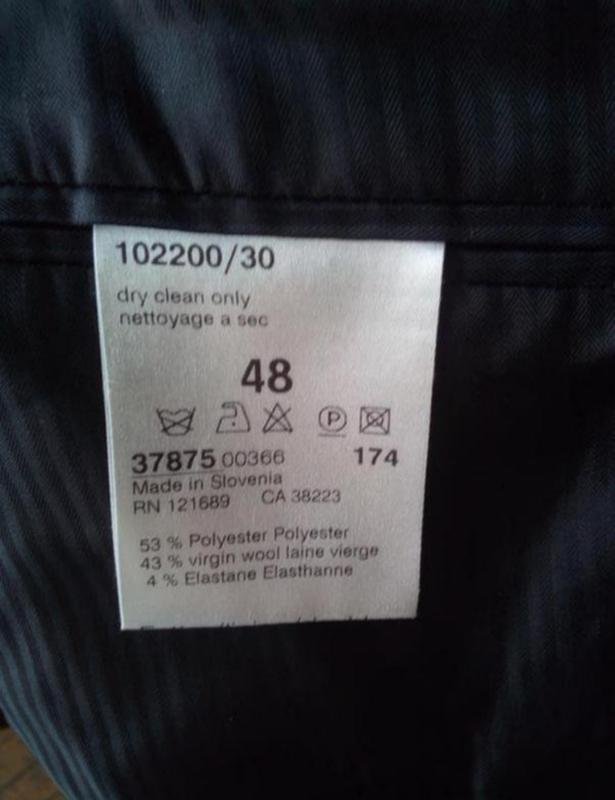 102200/30
dry clean only
nettoyage a sec
48
P
37875 00366 174
Made in Slovenia
RN 121689 CA 38223
53 % Polyester Polyester
43 % virgin wool laine vierge
4 % Elastane Elasthanne